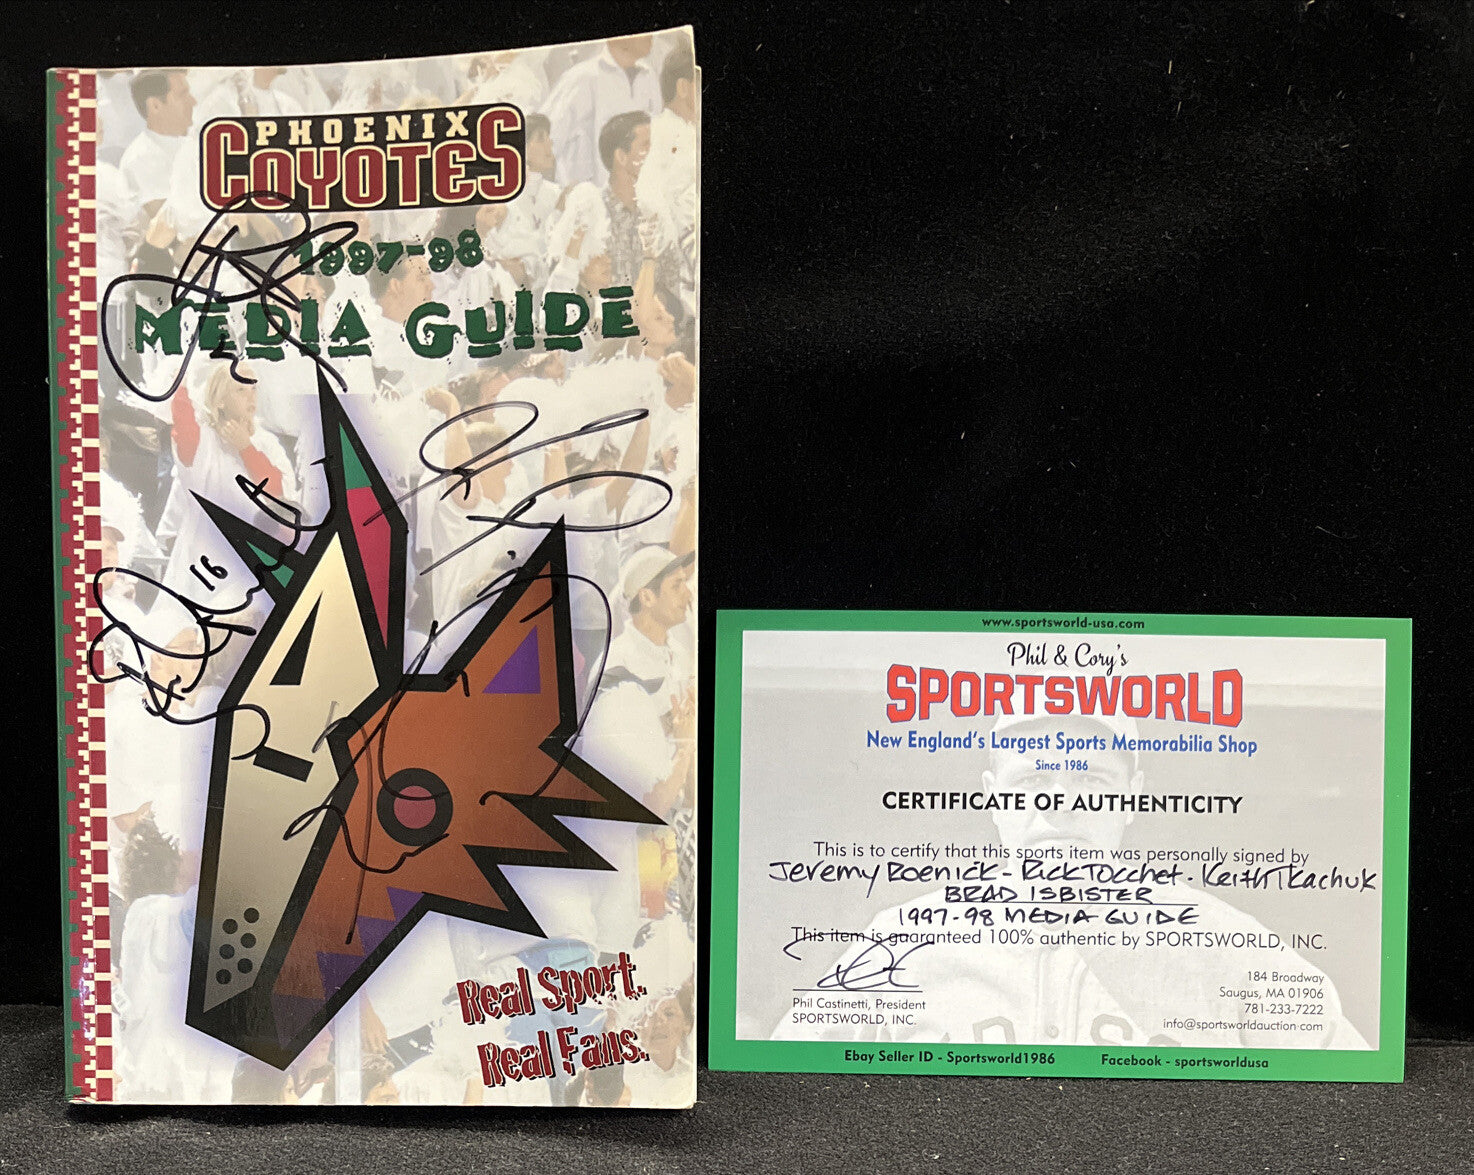 PHOENIX
COYOTES
1997-98
MEDIA GUIDE
16
Real Sport.
Real Fans.
www.sportsworld-usa.com
Phil & Cory's
SPORTSWORLD
New England's Largest Sports Memorabilia Shop
Since 1986
CERTIFICATE OF AUTHENTICITY
This is to certify that this sports item was personally signed by
Jeremy Roenick - Rick Tocchet - Keith Tkachuk
BRAD ISBISTER
1997-98 MEDIA GUIDE
This item is guaranteed 100% authentic by SPORTSWORLD, INC.
Phil Castinetti, President
SPORTSWORLD, INC.
184 Broadway
Saugus, MA 01906
781-233-7222
info@sportsworldauction.com
Ebay Seller ID - Sportsworld1986 Facebook - sportsworldusa